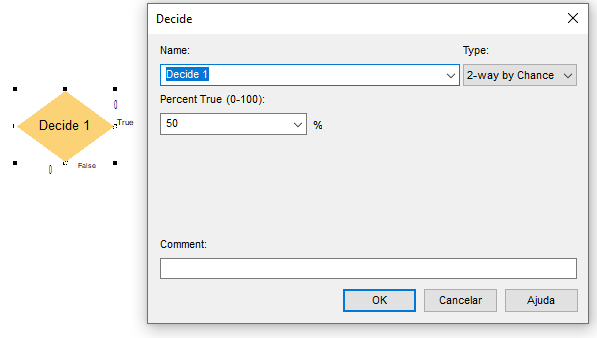 Decide
Name:
Type:
Decide 1
2-way by Chance
Percent True (0-100):
50
%
Comment:
OK
Cancelar
Ajuda
0
True
Decide 1
False
0